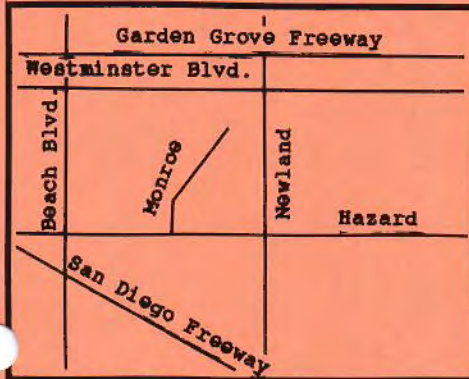 Garden Grove Freeway
Westminster Blvd.
Beach Blvd.
Monroe
Newland
Hazard
San Diego Freeway